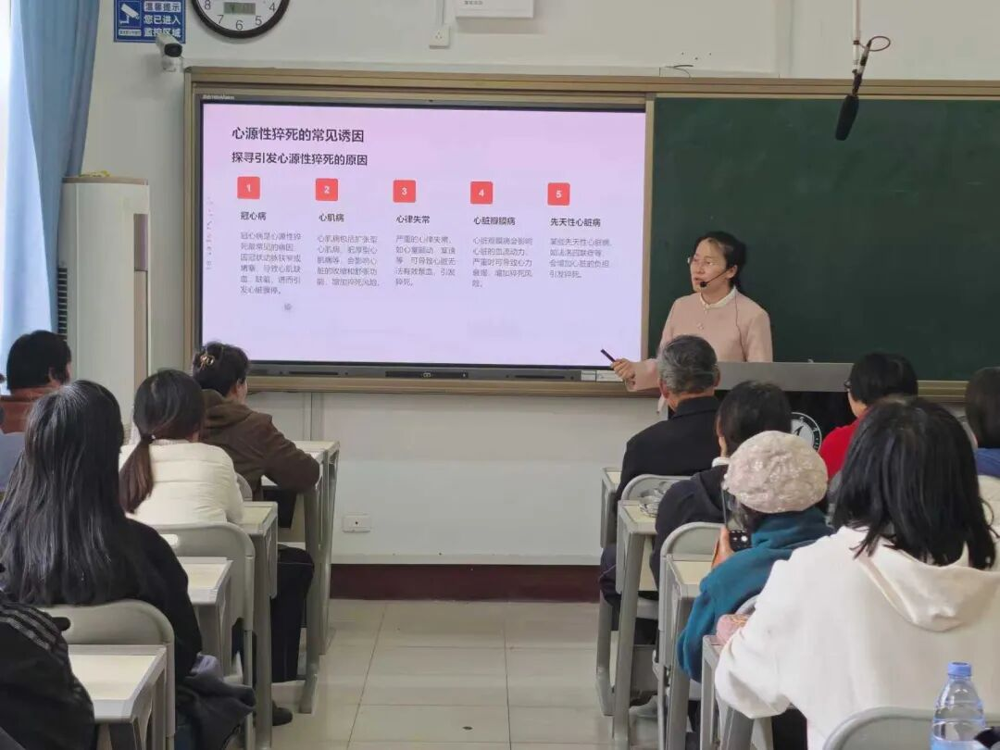 温馨提示
您已进入
监控区域
8 7 6 5 4
心源性猝死的常见诱因
探寻引发心源性猝死的原因
1
2
3
4
5
冠心病
心肌病
心律失常
心脏瓣膜病
先天性心脏病
冠心病是心源性猝
死最常见的病因，
因冠状动脉狭窄或
堵塞，导致心肌缺
血、缺氧，进而引
发心脏骤停。
心肌病包括扩张型
心肌病、肥厚型心
肌病等，会影响心
脏的收缩和舒张功
能，增加猝死风险。
严重的心律失常，
如心室颤动、室速
等，可导致心脏无
法有效泵血，引发
猝死。
心脏瓣膜病会影响
心脏的血流动力，
严重时可导致心力
衰竭，增加猝死风
险。
某些先天性心脏病，
如法洛四联症等，
会增加心脏的负担，
引发猝死。